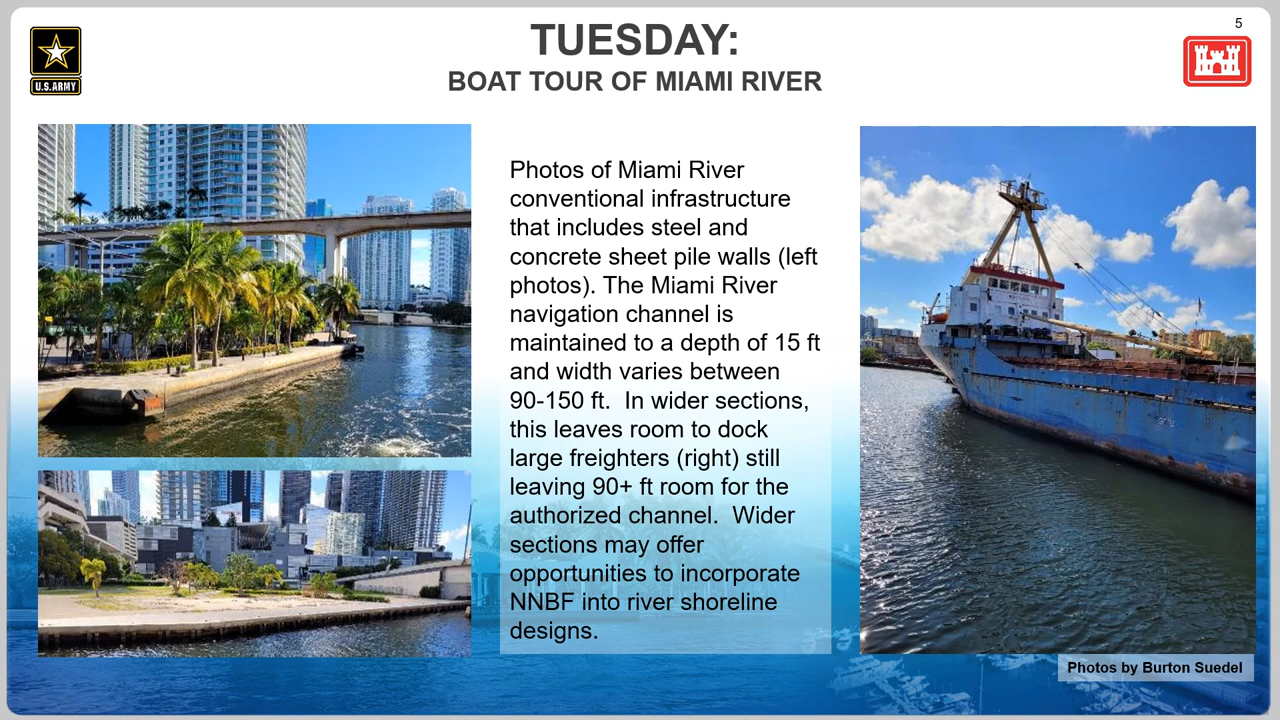 5
TUESDAY:
BOAT TOUR OF MIAMI RIVER
U.S.ARMY
Photos of Miami River
conventional infrastructure
that includes steel and
concrete sheet pile walls (left
photos). The Miami River
navigation channel is
maintained to a depth of 15 ft
and width varies between
90-150 ft.  In wider sections,
this leaves room to dock
large freighters (right) still
leaving 90+ ft room for the
authorized channel.  Wider
sections may offer
opportunities to incorporate
NNBF into river shoreline
designs.
Photos by Burton Suedel